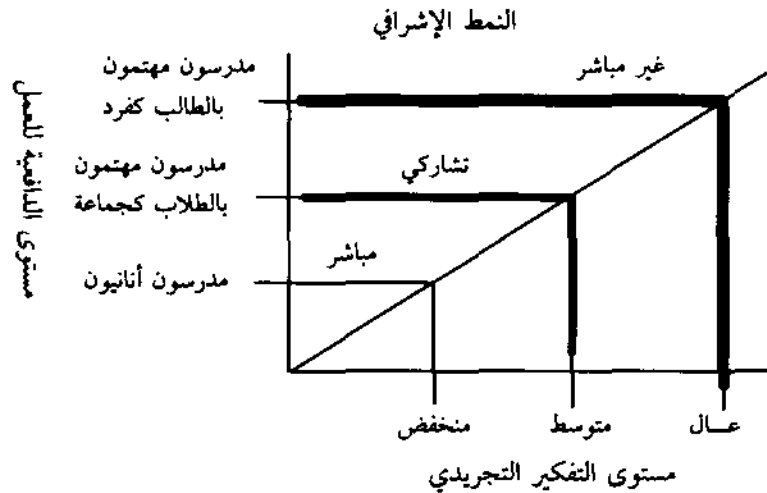 النمط الإشرافي
غير مباشر
مدرسون مهتمون
بالطالب كفرد
تشاركي
مدرسون مهتمون
بالطلاب كجماعة
مباشر
مدرسون أنانيون
مستوى الدافعية للعمل
منخفض
متوسط
عـــال
مستوى التفكير التجريدي